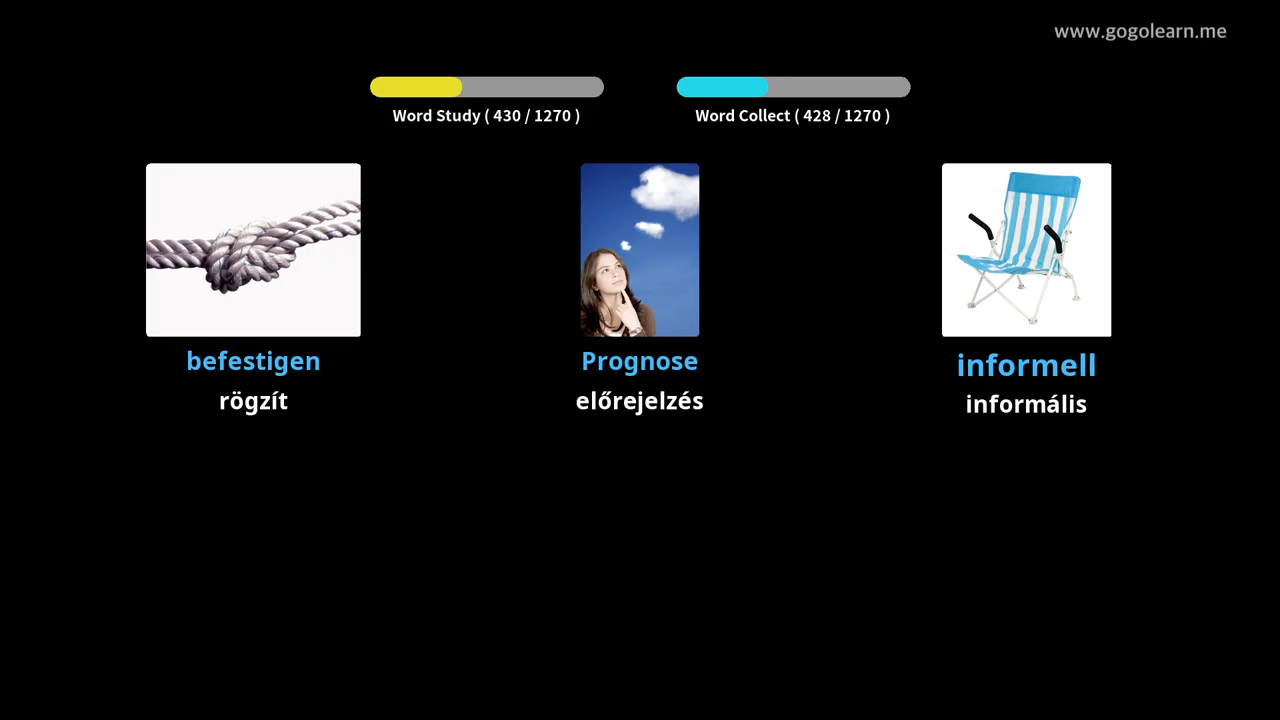 www.gogolearn.me
Word Study ( 430 / 1270 )
Word Collect ( 428 / 1270 )
befestigen
rögzít
Prognose
előrejelzés
informell
informális